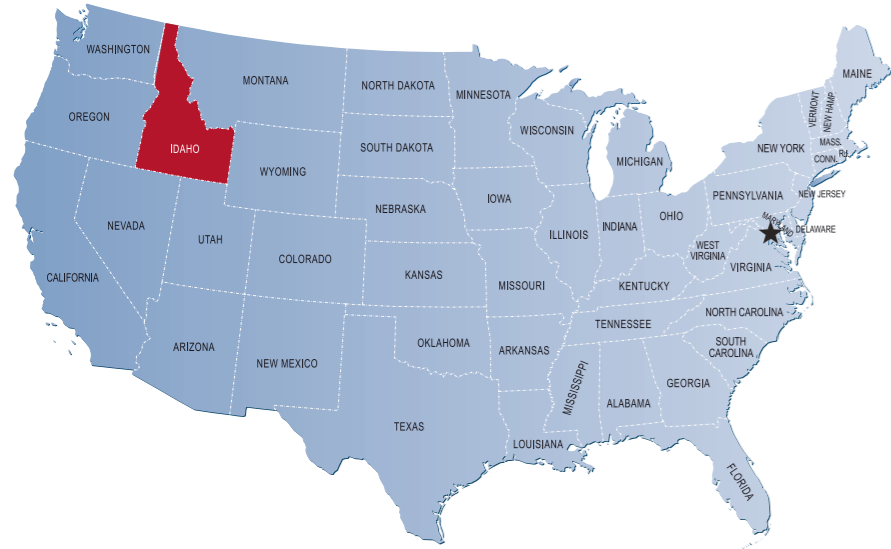 WASHINGTON
MONTANA
NORTH DAKOTA
MINNESOTA
MAINE
VERMONT
NEW HAMP.
OREGON
IDAHO
SOUTH DAKOTA
WISCONSIN
MICHIGAN
NEW YORK
MASS.
CONN.
R.I.
WYOMING
NEBRASKA
IOWA
PENNSYLVANIA
NEW JERSEY
NEVADA
UTAH
COLORADO
ILLINOIS
INDIANA
OHIO
MARYLAND
DELAWARE
CALIFORNIA
KANSAS
MISSOURI
WEST
VIRGINIA
VIRGINIA
KENTUCKY
NORTH CAROLINA
ARIZONA
NEW MEXICO
OKLAHOMA
ARKANSAS
TENNESSEE
SOUTH
CAROLINA
TEXAS
LOUISIANA
MISSISSIPPI
ALABAMA
GEORGIA
FLORIDA